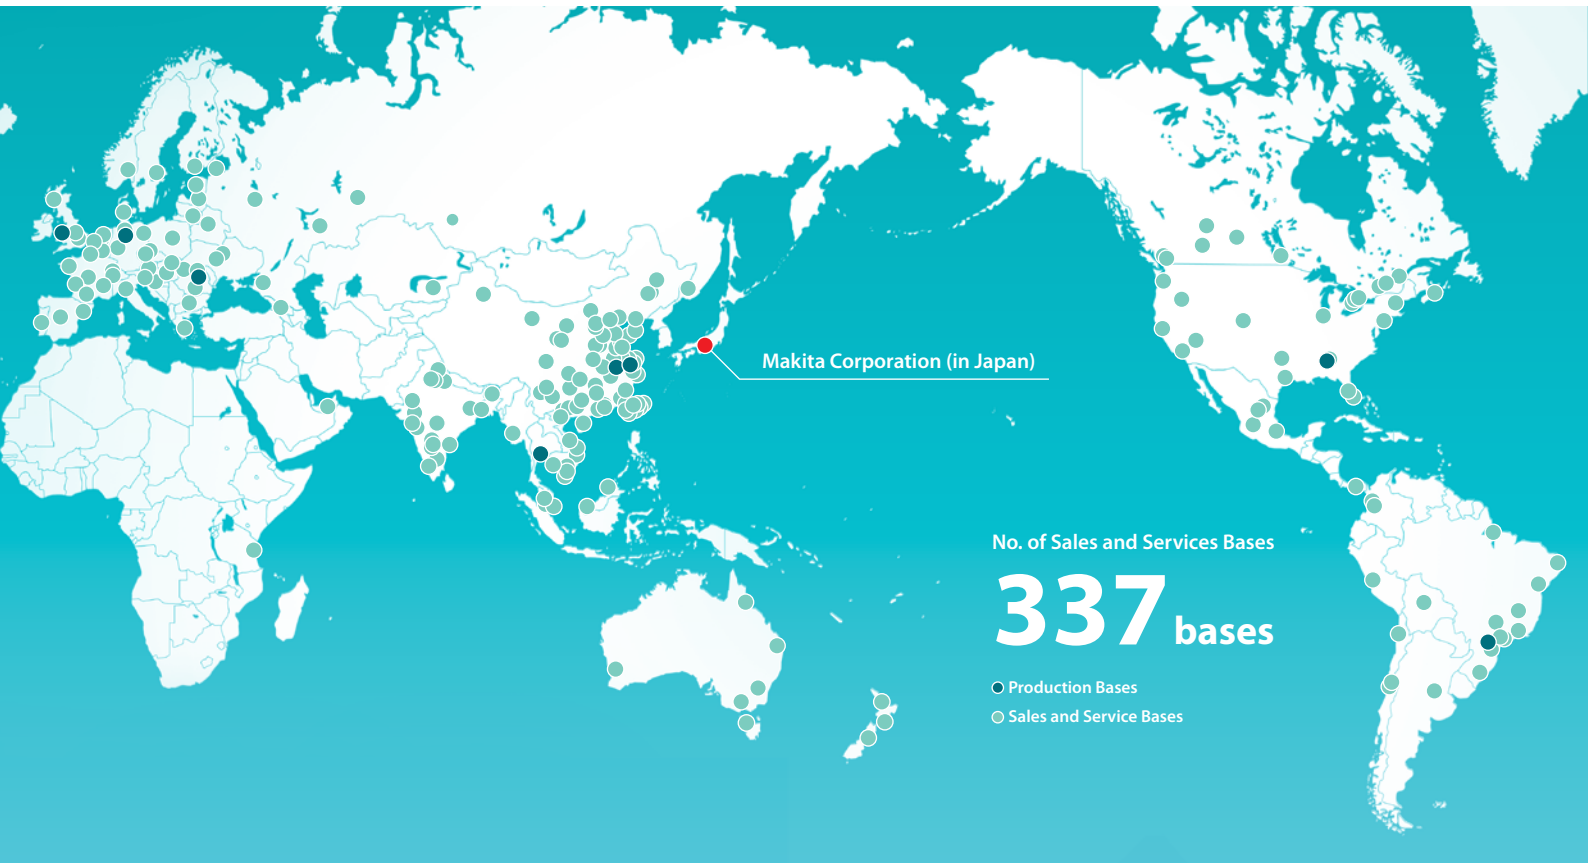 Makita Corporation (in Japan)
No. of Sales and Services Bases
337 bases
Production Bases
Sales and Service Bases